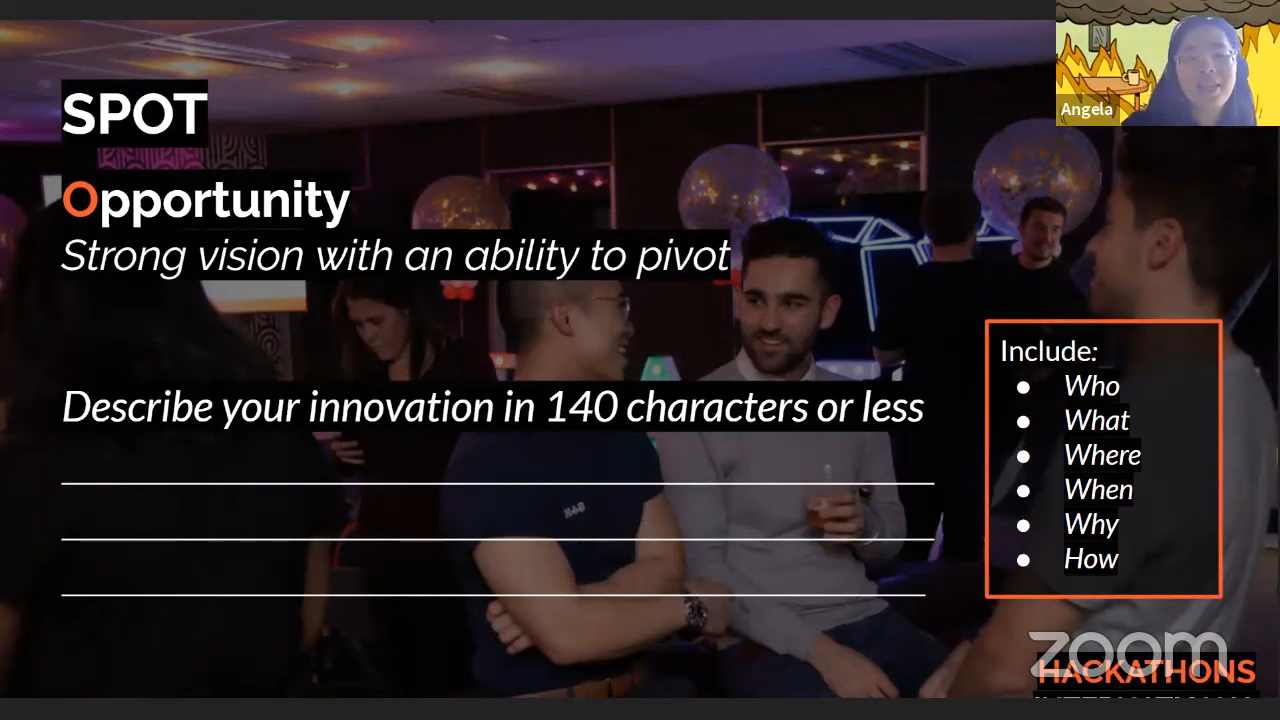 SPOT
Opportunity
Strong vision with an ability to pivot
Describe your innovation in 140 characters or less
Angela
Include:
● Who
● What
● Where
● When
● Why
● How
zoom
HACKATHONS